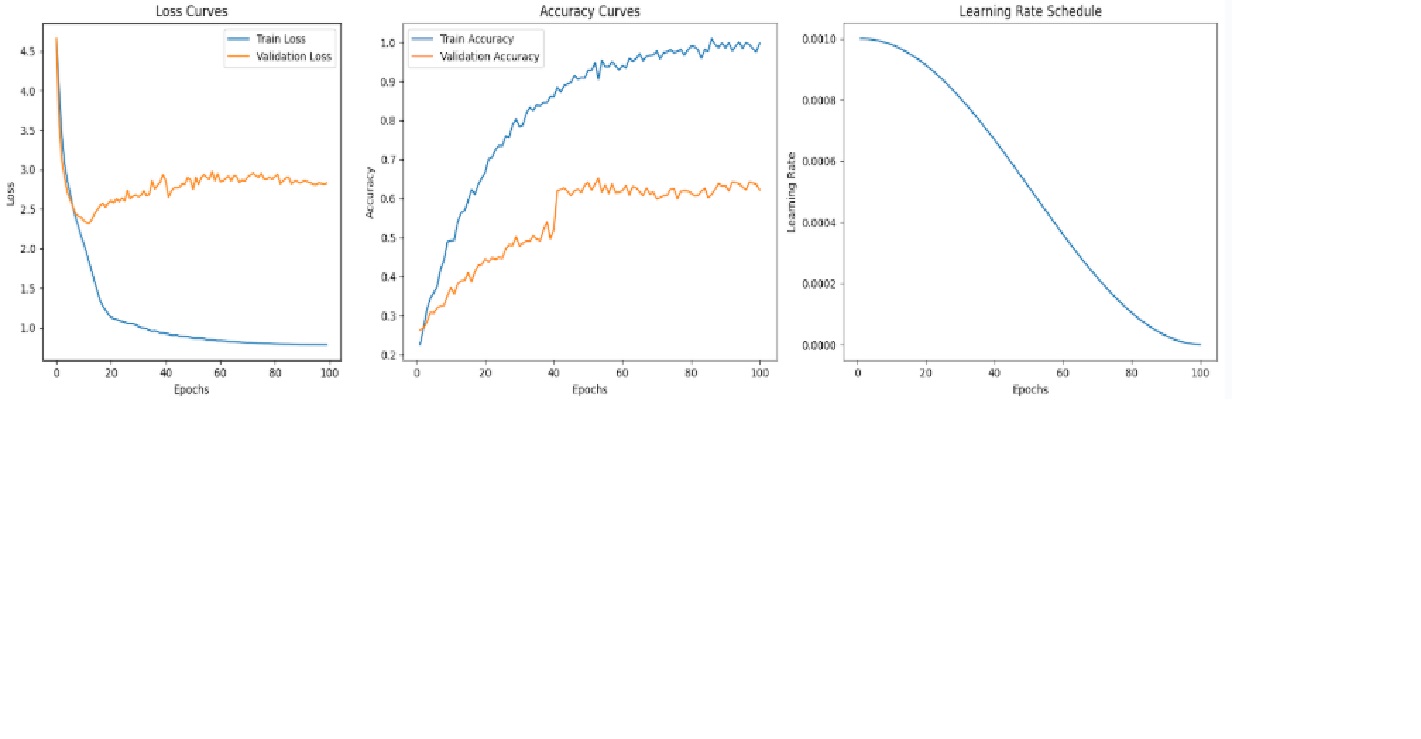 Loss Curves
Train Loss
Validation Loss
4.5
4.0
3.5
3.0
2.5
2.0
1.5
1.0
Loss
0 20 40 60 80 100
Epochs
Accuracy Curves
Train Accuracy
Validation Accuracy
1.0
0.9
0.8
0.7
0.6
0.5
0.4
0.3
0.2
Accuracy
0 20 40 60 80 100
Epochs
Learning Rate Schedule
0.0010
0.0008
0.0006
0.0004
0.0002
0.0000
Learning Rate
0 20 40 60 80 100
Epochs